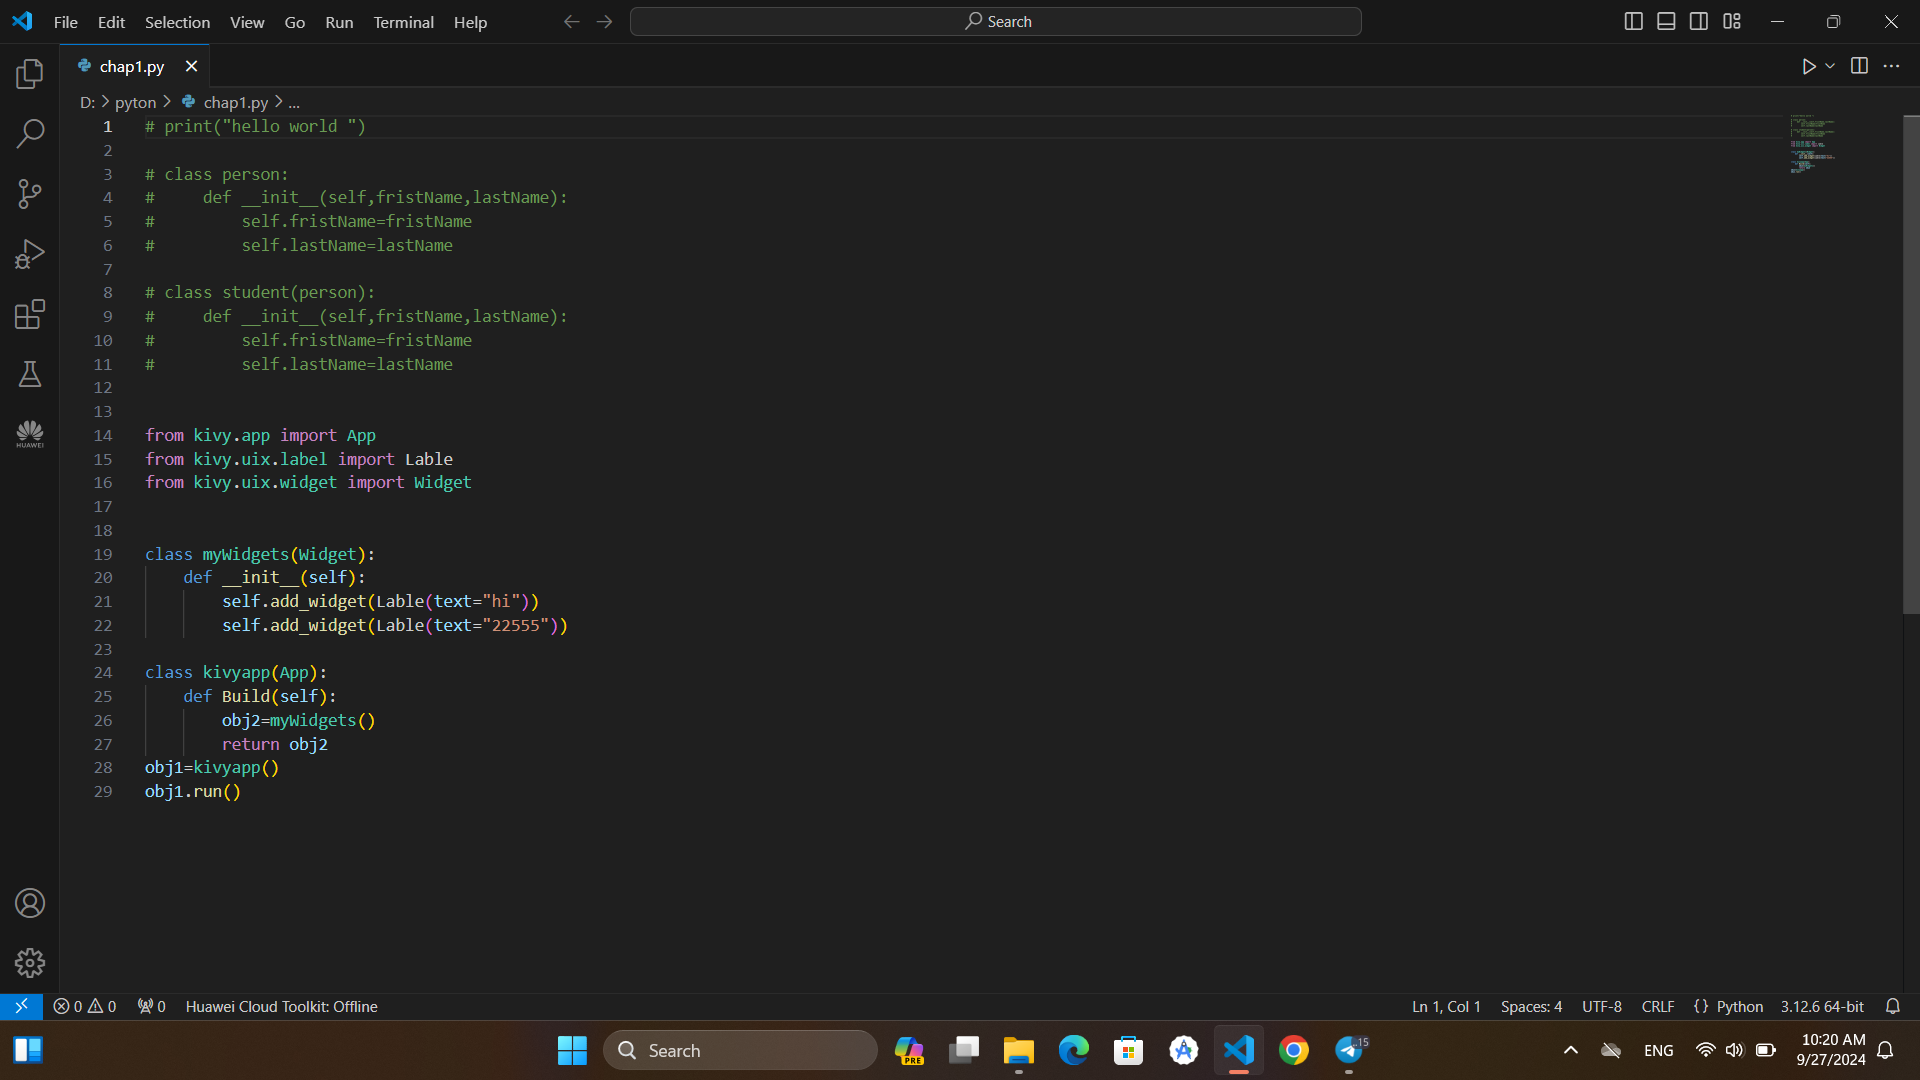 File Edit Selection View Go Run Terminal Help
Search
chap1.py
D: > pyton > chap1.py > ...
1 # print("hello world ")
2
3 # class person:
4 #     def __init__(self,fristName,lastName):
5 #         self.fristName=fristName
6 #         self.lastName=lastName
7
8 # class student(person):
9 #     def __init__(self,fristName,lastName):
10 #         self.fristName=fristName
11 #         self.lastName=lastName
12
13
14 from kivy.app import App
15 from kivy.uix.label import Lable
16 from kivy.uix.widget import Widget
17
18
19 class myWidgets(Widget):
20     def __init__(self):
21         self.add_widget(Lable(text="hi"))
22         self.add_widget(Lable(text="22555"))
23
24 class kivyapp(App):
25     def Build(self):
26         obj2=myWidgets()
27         return obj2
28 obj1=kivyapp()
29 obj1.run()
HUAWEI
0 0 0 Huawei Cloud Toolkit: Offline
Ln 1, Col 1 Spaces: 4 UTF-8 CRLF {} Python 3.12.6 64-bit
Search
PRE
15
ENG
10:20 AM
9/27/2024